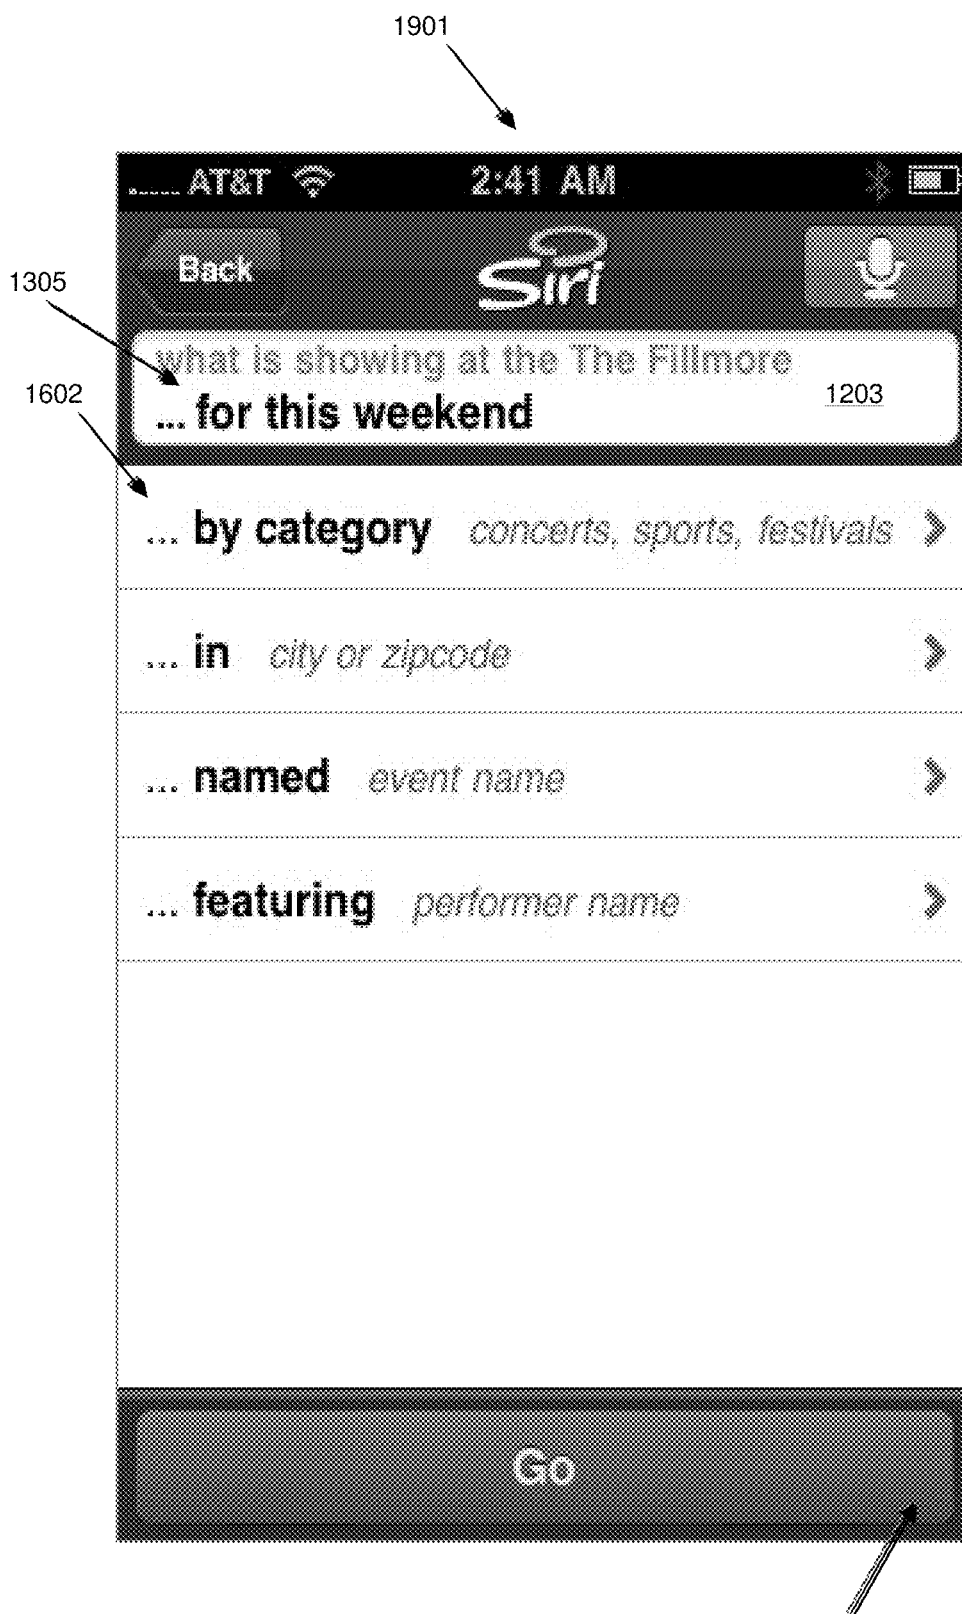 1901
AT&T 2:41 AM
Back Siri
1305
what is showing at the The Fillmore
1602
... for this weekend 1203
... by category concerts, sports, festivals
... in city or zipcode
... named event name
... featuring performer name
Go